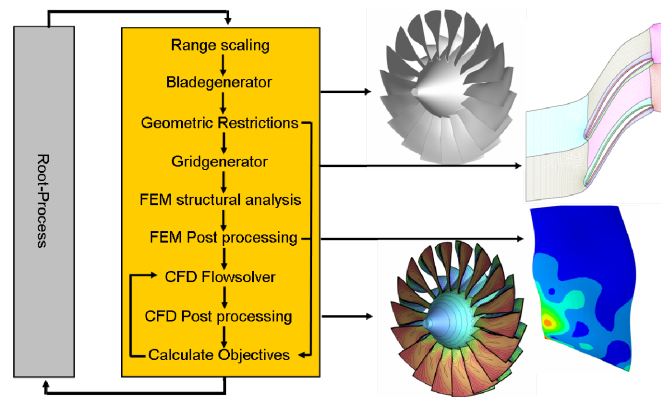 Root-Process
Range scaling
Bladegenerator
Geometric Restrictions
Gridgenerator
FEM structural analysis
FEM Post processing
CFD Flowsolver
CFD Post processing
Calculate Objectives